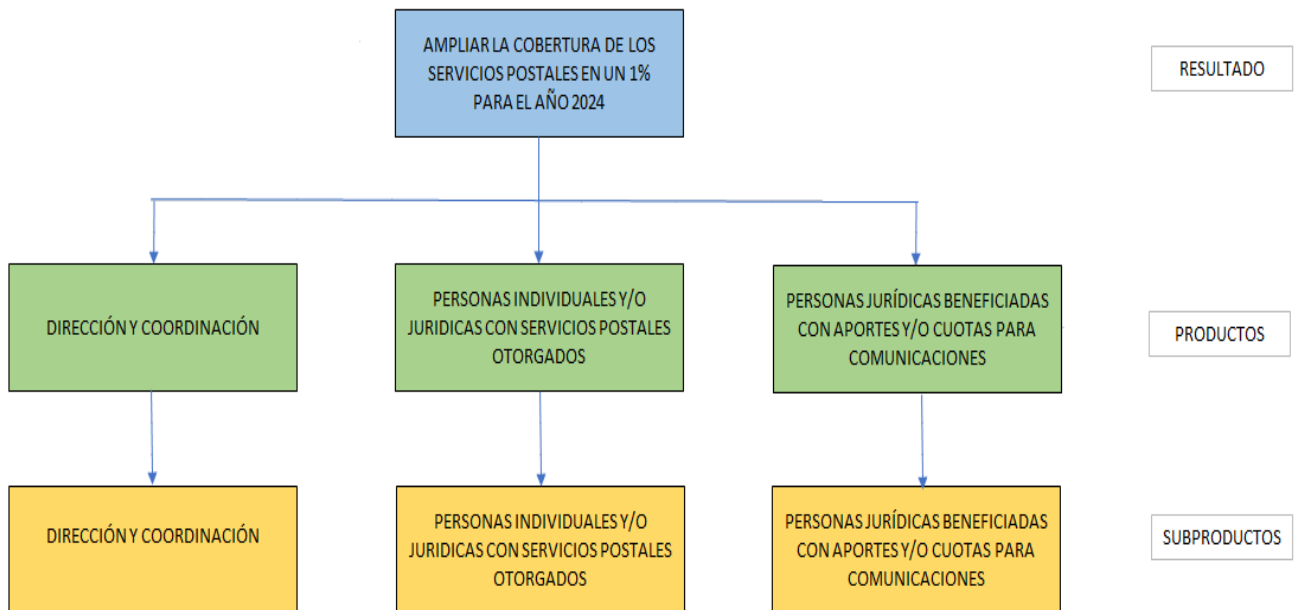 AMPLIAR LA COBERTURA DE LOS
SERVICIOS POSTALES EN UN 1%
PARA EL AÑO 2024
RESULTADO
DIRECCIÓN Y COORDINACIÓN
PERSONAS INDIVIDUALES Y/O
JURIDICAS CON SERVICIOS POSTALES
OTORGADOS
PERSONAS JURÍDICAS BENEFICIADAS
CON APORTES Y/O CUOTAS PARA
COMUNICACIONES
PRODUCTOS
DIRECCIÓN Y COORDINACIÓN
PERSONAS INDIVIDUALES Y/O
JURIDICAS CON SERVICIOS POSTALES
OTORGADOS
PERSONAS JURÍDICAS BENEFICIADAS
CON APORTES Y/O CUOTAS PARA
COMUNICACIONES
SUBPRODUCTOS